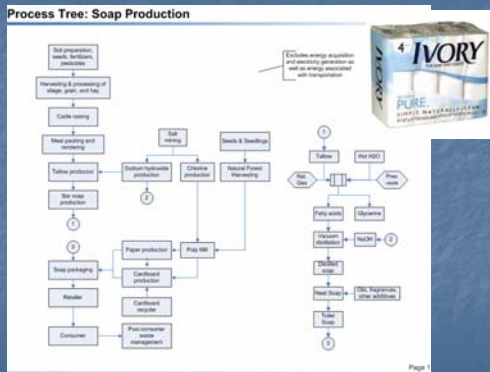 Process Tree: Soap Production
Soil preparation,
seeds, fertilizers,
pesticides
Harvesting & processing of
silage, grain, and hay
Cattle raising
Meat packing and
rendering
Tallow production
Bar soap
production
1
3
Soap packaging
Retailer
Consumer
Salt
mining
Sodium hydroxide
production
Chlorine
production
2
Paper production
Pulp Mill
Cardboard
production
Cardboard
recycler
Post-consumer
waste
management
Seeds & Seedlings
Natural Forest
Harvesting
Excludes energy acquisition
and electricity generation as
well as energy associated
with transportation
1
Tallow
Hot H2O
Nat.
Gas
Pres
-sure
Fatty acids
Glycerine
Vacuum
distillation
NaOH
2
Distilled
soap
Neat Soap
Oils, fragrances,
other additives
Toilet
Soap
3
Page 1
4
IVORY
PURE.
SIMPLE NATURALLY CLEAN